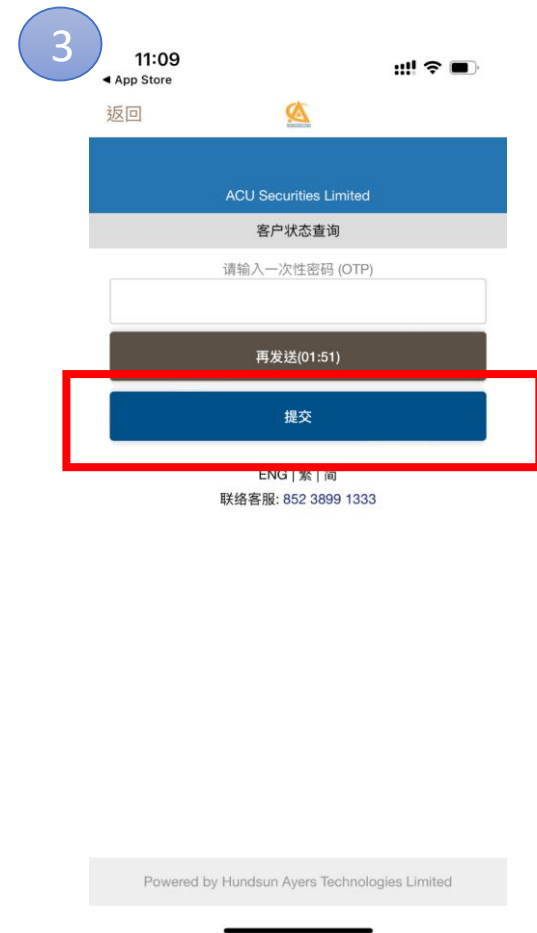 3
11:09
◀ App Store
返回
ACU Securities Limited
客户状态查询
请输入一次性密码 (OTP)
再发送(01:51)
提交
ENG | 繁 | 简
联络客服: 852 3899 1333
Powered by Hundsun Ayers Technologies Limited